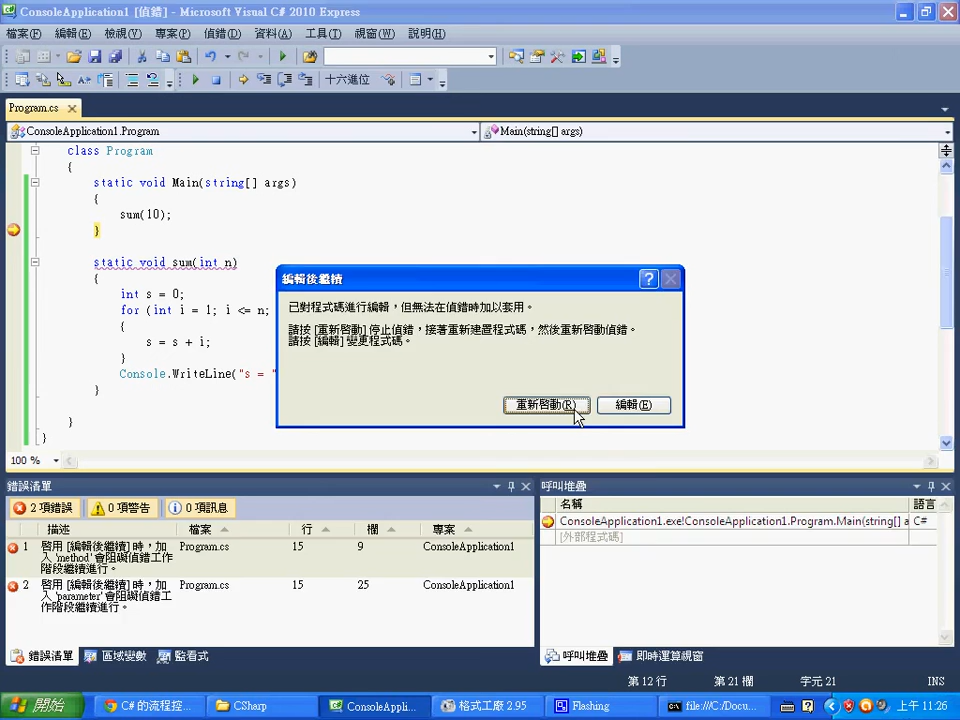 ConsoleApplication1 [偵錯] - Microsoft Visual C# 2010 Express
檔案(F) 編輯(E) 檢視(V) 專案(P) 偵錯(D) 資料(A) 工具(T) 視窗(W) 說明(H)
十六進位
Program.cs
ConsoleApplication1.Program
Main(string[] args)
class Program
{
static void Main(string[] args)
{
sum(10);
}
static void sum(int n)
{
int s = 0;
for (int i = 1; i <= n;
{
s = s + i;
}
Console.WriteLine("s = "
}
}
}
編輯後繼續
已對程式碼進行編輯，但無法在偵錯時加以套用。
請按 [重新啟動] 停止偵錯，接著重新建置程式碼，然後重新啟動偵錯。
請按 [編輯] 變更程式碼。
重新啟動(R) 編輯(E)
100 %
錯誤清單
2 項錯誤 0 項警告 0 項訊息
描述 檔案 行 欄 專案
1 啟用 [編輯後繼續] 時，加入 'method' 會阻礙偵錯工作階段繼續進行。 Program.cs 15 9 ConsoleApplication1
2 啟用 [編輯後繼續] 時，加入 'parameter' 會阻礙偵錯工作階段繼續進行。 Program.cs 15 25 ConsoleApplication1
呼叫堆疊
名稱 語言
ConsoleApplication1.exe!ConsoleApplication1.Program.Main(string[] a C#
[外部程式碼]
錯誤清單 區域變數 監看式
呼叫堆疊 即時運算視窗
第 12 行 第 21 欄 字元 21 INS
開始 C# 的流程控... CSharp ConsoleAppli... 格式工廠 2.95 Flashing file:///C:/Docu... 上午 11:26